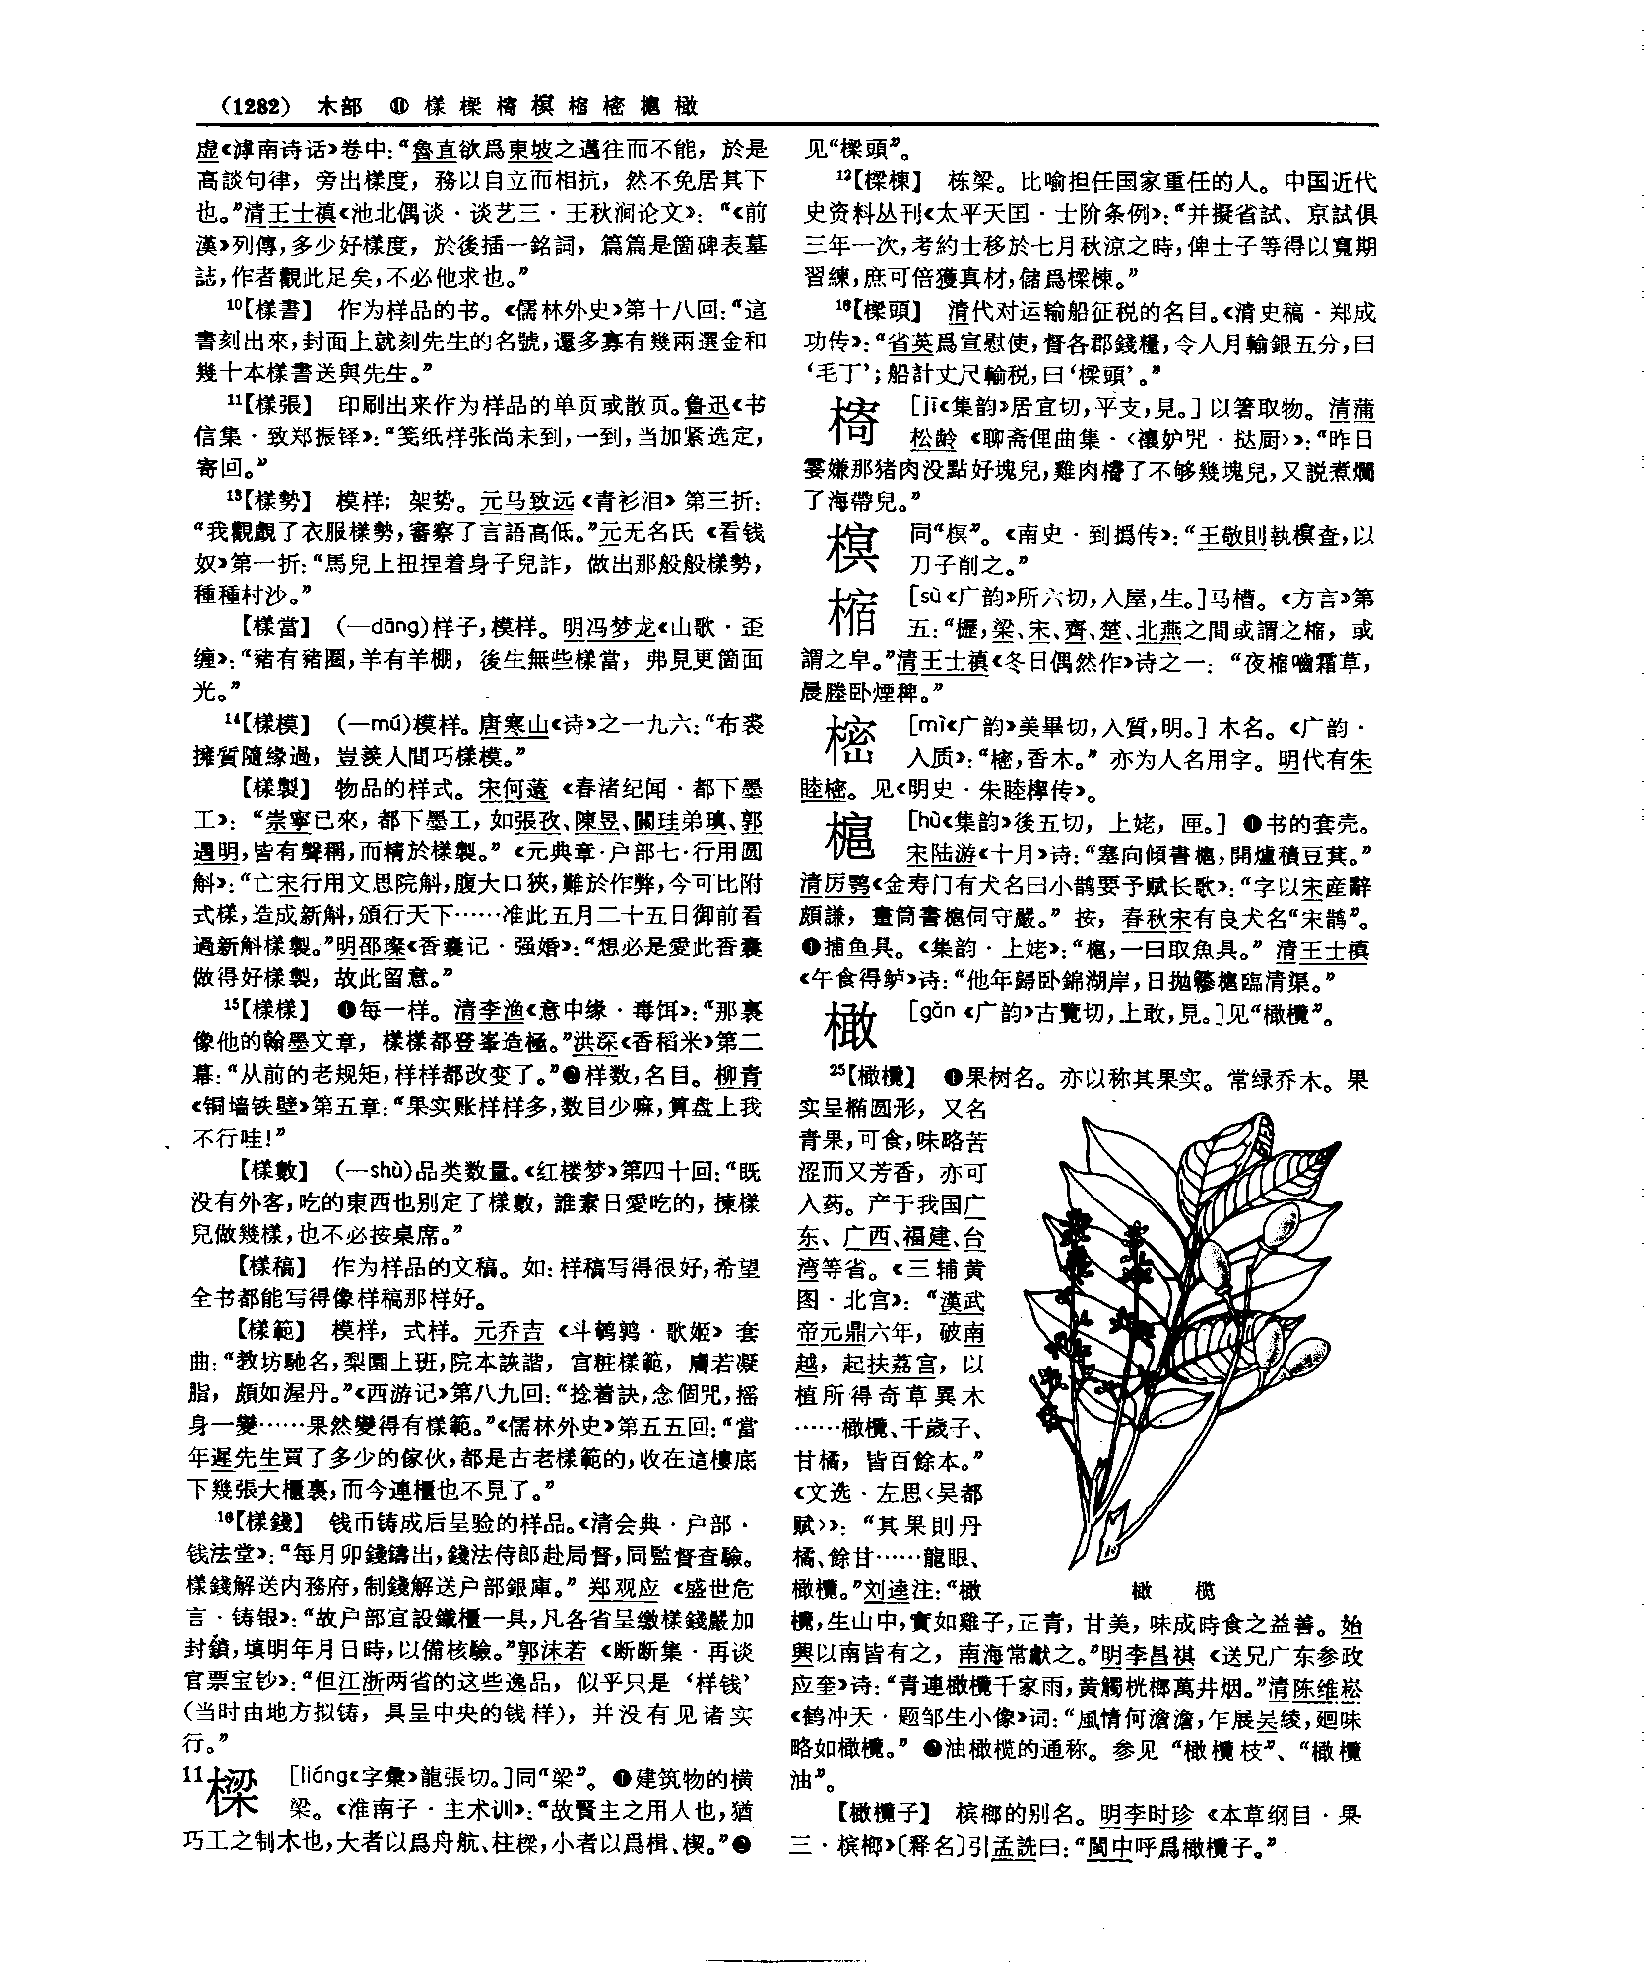 （1282） 木部 ⑪ 樣 樑 㯆 樮 樎 樒 槴 橄
虚《滹南诗话》卷中：“魯直欲爲東坡之邁往而不能，於是
高談句律，旁出樣度，務以自立而相抗，然不免居其下
也。”清王士禛《池北偶谈·谈艺三·王秋涧论文》：“《前
漢》列傳，多少好樣度，於後插一銘詞，篇篇是箇碑表墓
誌，作者觀此足矣，不必他求也。”
10【樣書】 作为样品的书。《儒林外史》第十八回：“這
書刻出來，封面上就刻先生的名號，還多寡有幾兩選金和
幾十本樣書送與先生。”
11【樣張】 印刷出来作为样品的单页或散页。鲁迅《书
信集·致郑振铎》：“笺纸样张尚未到，一到，当加紧选定，
寄回。”
13【樣勢】 模样；架势。元马致远《青衫泪》第三折：
“我觀覷了衣服樣勢，審察了言語高低。”元无名氏《看钱
奴》第一折：“馬兒上扭捏着身子兒詐，做出那般般樣勢，
種種村沙。”
【樣當】 （—dāng）样子，模样。明冯梦龙《山歌·歪
缠》：“豬有豬圈，羊有羊棚，後生無些樣當，弗見更箇面
光。”
14【樣模】 （—mú）模样。唐寒山《诗》之一九六：“布裘
擁質隨緣過，豈羨人間巧樣模。”
【樣製】 物品的样式。宋何薳《春渚纪闻·都下墨
工》：“崇寧已來，都下墨工，如張孜、陳昱、關珪弟瑱、郭
遇明，皆有聲稱，而精於樣製。”《元典章·户部七·行用圆
斛》：“亡宋行用文思院斛，腹大口狹，難於作弊，今可比附
式樣，造成新斛，頒行天下……准此五月二十五日御前看
過新斛樣製。”明邵璨《香囊记·强婚》：“想必是愛此香囊
做得好樣製，故此留意。”
15【樣樣】 ❶每一样。清李渔《意中缘·毒饵》：“那裏
像他的翰墨文章，樣樣都登峯造極。”洪深《香稻米》第二
幕：“从前的老规矩，样样都改变了。”❷样数，名目。柳青
《铜墙铁壁》第五章：“果实账样样多，数目少嘛，算盘上我
不行哇！”
【樣數】 （—shù）品类数量。《红楼梦》第四十回：“既
没有外客，吃的東西也别定了樣數，誰素日愛吃的，揀樣
兒做幾樣，也不必按桌席。”
【樣稿】 作为样品的文稿。如：样稿写得很好，希望
全书都能写得像样稿那样好。
【樣範】 模样，式样。元乔吉《斗鹌鹑·歌姬》套
曲：“教坊馳名，梨園上班，院本詼諧，宫粧樣範，膚若凝
脂，顔如渥丹。”《西游记》第八九回：“捻着訣，念個咒，摇
身一變……果然變得有樣範。”《儒林外史》第五五回：“當
年遲先生買了多少的傢伙，都是古老樣範的，收在這樓底
下幾張大櫃裏，而今連櫃也不見了。”
16【樣錢】 钱币铸成后呈验的样品。《清会典·户部·
钱法堂》：“每月卯錢鑄出，錢法侍郎赴局督，同監督查驗。
樣錢解送内務府，制錢解送户部銀庫。”郑观应《盛世危
言·铸银》：“故户部宜設鐵櫃一具，凡各省呈繳樣錢嚴加
封鎖，填明年月日時，以備核驗。”郭沫若《断断集·再谈
官票宝钞》：“但江浙两省的这些逸品，似乎只是‘样钱’
（当时由地方拟铸，具呈中央的钱样），并没有见诸实
行。”
11樑 ［liáng《字彙》龍張切。］同“梁”。❶建筑物的横
梁。《淮南子·主术训》：“故賢主之用人也，猶
巧工之制木也，大者以爲舟航、柱樑，小者以爲楫、楔。”❷
见“樑頭”。
12【樑棟】 栋梁。比喻担任国家重任的人。中国近代
史资料丛刊《太平天囯·士阶条例》：“并擬省試、京試俱
三年一次，考約士移於七月秋涼之時，俾士子等得以寬期
習練，庶可倍獲真材，儲爲樑棟。”
16【樑頭】 清代对运输船征税的名目。《清史稿·郑成
功传》：“省英爲宣慰使，督各郡錢糧，令人月輸銀五分，曰
‘毛丁’；船計丈尺輸税，曰‘樑頭’。”
㯆 ［jī《集韵》居宜切，平支，見。］以箸取物。清蒲
松龄《聊斋俚曲集·〈禳妒咒·挞厨〉》：“昨日
霎嫌那猪肉没點好塊兒，雞肉㯆了不够幾塊兒，又説煮爛
了海帶兒。”
樮 同“榠”。《南史·到撝传》：“王敬則執榠查，以
刀子削之。”
樎 ［sù《广韵》所六切，入屋，生。］马槽。《方言》第
五：“櫪，梁、宋、齊、楚、北燕之間或謂之樎，或
謂之皁。”清王士禛《冬日偶然作》诗之一：“夜樎嚙霜草，
晨塍卧煙稗。”
樒 ［mì《广韵》美畢切，入質，明。］木名。《广韵·
入质》：“樒，香木。”亦为人名用字。明代有朱
睦樒。见《明史·朱睦㮮传》。
槴 ［hù《集韵》後五切，上姥，匣。］❶书的套壳。
宋陆游《十月》诗：“塞向傾書槴，開爐積豆萁。”
清厉鹗《金寿门有犬名曰小鹊要予赋长歌》：“字以宋産辭
頗謙，畫筒書槴伺守嚴。”按，春秋宋有良犬名“宋鹊”。
❶捕鱼具。《集韵·上姥》：“槴，一曰取魚具。”清王士禛
《午食得鲈》诗：“他年歸卧錦湖岸，日抛籪槴臨清渠。”
橄 ［gǎn《广韵》古覽切，上敢，見。］见“橄欖”。
25【橄欖】 ❶果树名。亦以称其果实。常绿乔木。果
实呈椭圆形，又名
青果，可食，味略苦
涩而又芳香，亦可
入药。产于我国广
东、广西、福建、台
湾等省。《三辅黄
图·北宫》：“漢武
帝元鼎六年，破南
越，起扶荔宫，以
植所得奇草異木
……橄欖、千歲子、
甘橘，皆百餘本。”
《文选·左思〈吴都
赋〉》：“其果則丹
橘、餘甘……龍眼、
橄欖。”刘逵注：“橄
橄 榄
欖，生山中，實如雞子，正青，甘美，味成時食之益善。始
興以南皆有之，南海常獻之。”明李昌祺《送兄广东参政
应奎》诗：“青連橄欖千家雨，黄觸桄榔萬井烟。”清陈维崧
《鹤冲天·题邹生小像》词：“風情何澹澹，乍展吴綾，廻味
略如橄欖。”❷油橄榄的通称。参见“橄欖枝”、“橄欖
油”。
【橄欖子】 槟榔的别名。明李时珍《本草纲目·果
三·槟榔》〔释名〕引孟詵曰：“閩中呼爲橄欖子。”